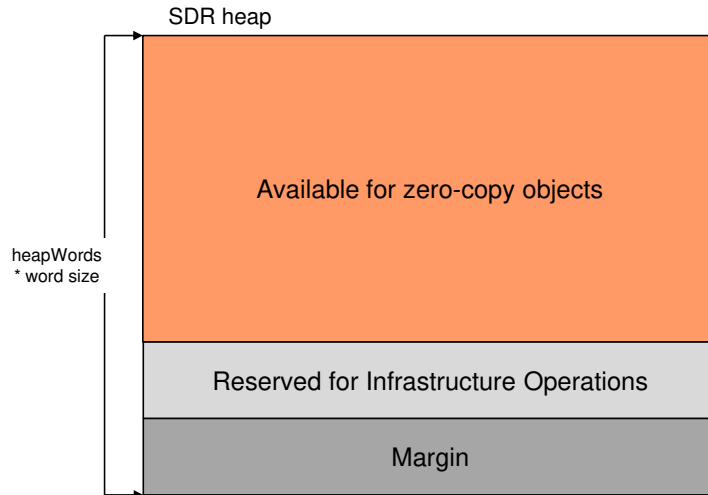 SDR heap
Available for zero-copy objects
heapWords
* word size
Reserved for Infrastructure Operations
Margin